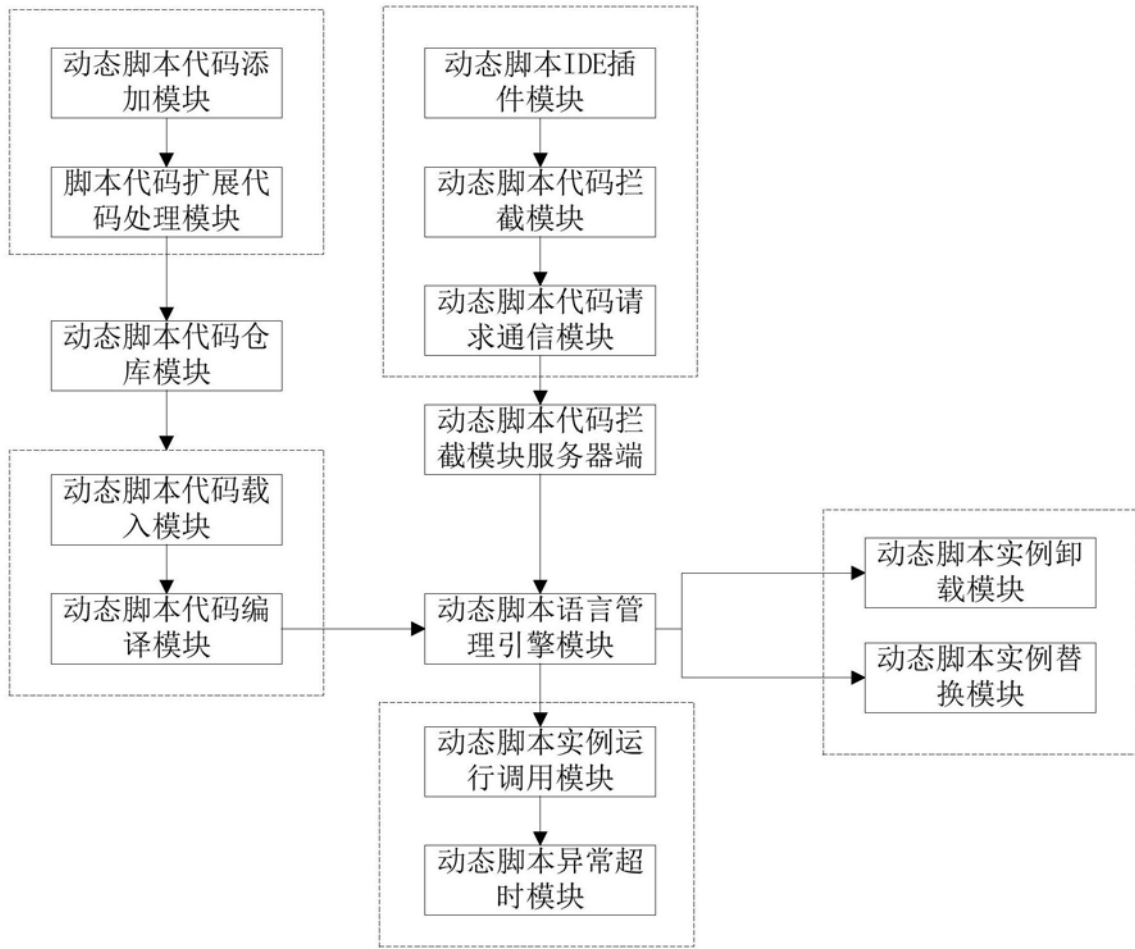 动态脚本代码添
加模块
脚本代码扩展代
码处理模块
动态脚本代码仓
库模块
动态脚本代码载
入模块
动态脚本代码编
译模块
动态脚本IDE插
件模块
动态脚本代码拦
截模块
动态脚本代码请
求通信模块
动态脚本代码拦
截模块服务器端
动态脚本语言管
理引擎模块
动态脚本实例运
行调用模块
动态脚本异常超
时模块
动态脚本实例卸
载模块
动态脚本实例替
换模块